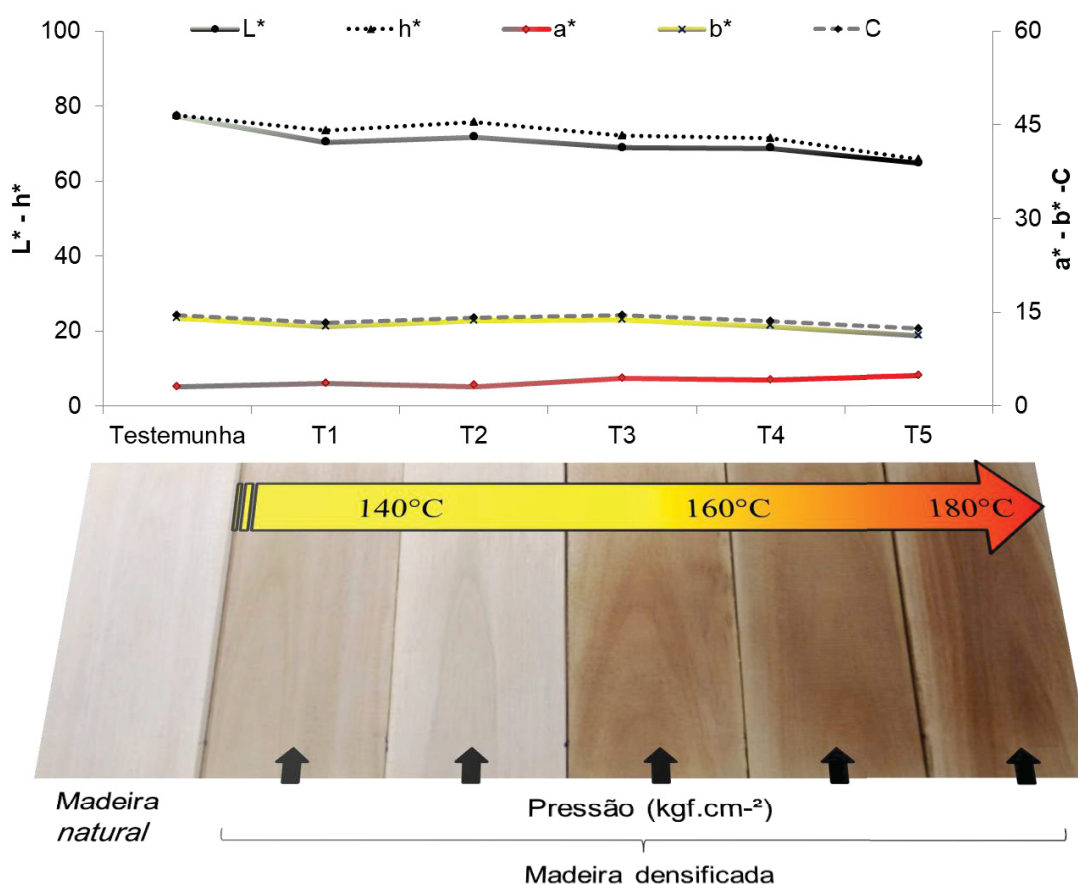 100
80
60
40
20
0
L* - h*
L*
h*
a*
b*
C
60
45
30
15
0
a* - b* -C
Testemunha T1 T2 T3 T4 T5
140°C 160°C 180°C
Madeira
natural
Pressão (kgf.cm-²)
Madeira densificada